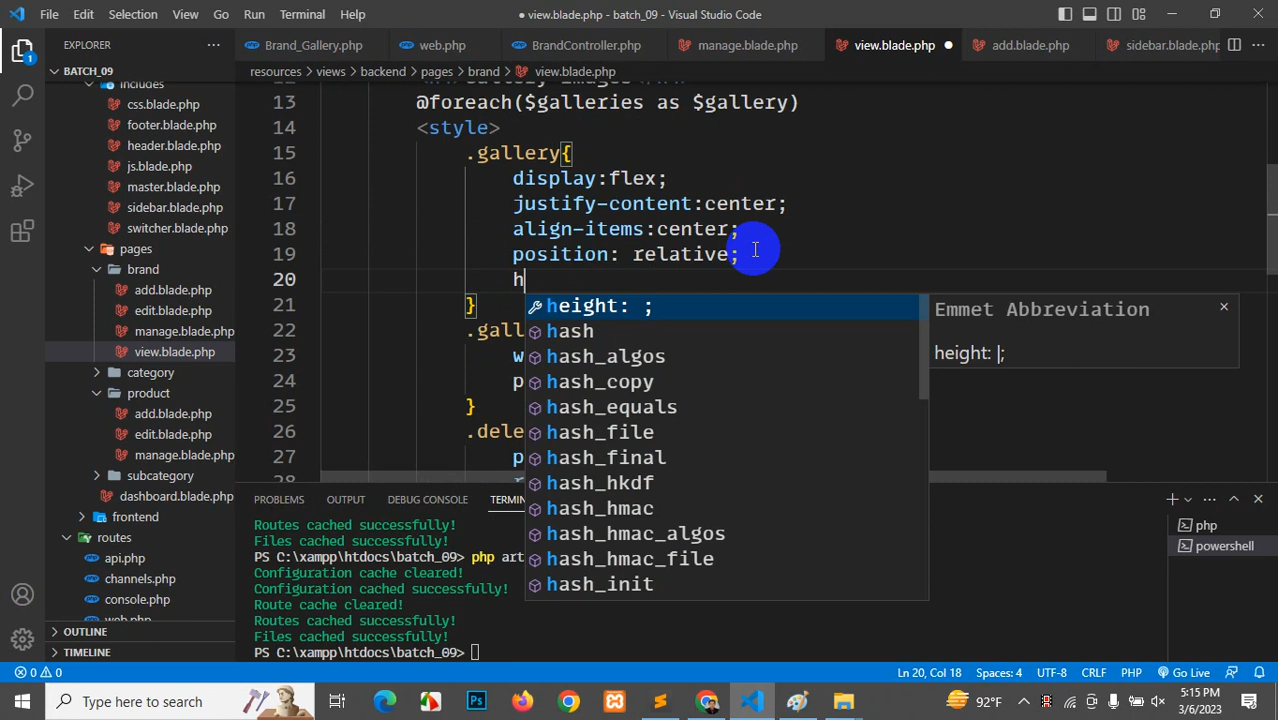 File Edit Selection View Go Run Terminal Help
● view.blade.php - batch_09 - Visual Studio Code
EXPLORER
Brand_Gallery.php web.php BrandController.php manage.blade.php view.blade.php ● add.blade.php sidebar.blade.php
BATCH_09
resources > views > backend > pages > brand > view.blade.php
includes
css.blade.php
footer.blade.php
header.blade.php
js.blade.php
master.blade.php
sidebar.blade.php
switcher.blade.php
pages
brand
add.blade.php
edit.blade.php
manage.blade.php
view.blade.php
category
product
add.blade.php
edit.blade.php
manage.blade.php
subcategory
dashboard.blade.php
frontend
routes
api.php
channels.php
console.php
web.php
OUTLINE
TIMELINE
13 @foreach($galleries as $gallery)
14 <style>
15 .gallery{
16 display:flex;
17 justify-content:center;
18 align-items:center;
19 position: relative;
20 h
21 }
22 .gall
23 w
24 p
25 }
26 .dele
27 p
28
height: ;
hash
hash_algos
hash_copy
hash_equals
hash_file
hash_final
hash_hkdf
hash_hmac
hash_hmac_algos
hash_hmac_file
hash_init
Emmet Abbreviation
height: |;
PROBLEMS OUTPUT DEBUG CONSOLE TERMIN
Routes cached successfully!
Files cached successfully!
PS C:\xampp\htdocs\batch_09> php art
Configuration cache cleared!
Configuration cached successfully!
Route cache cleared!
Routes cached successfully!
Files cached successfully!
PS C:\xampp\htdocs\batch_09>
php
powershell
0 0 Ln 20, Col 18 Spaces: 4 UTF-8 CRLF PHP Go Live
Type here to search
92°F
5:15 PM
3/6/2023